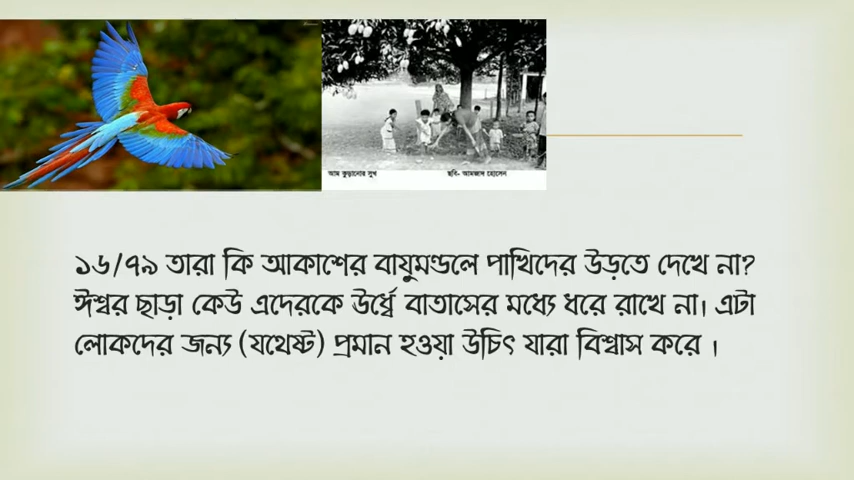 আম কুড়ানোর সুখ
ছবি- আমজাদ হোসেন
১৬/৭৯ তারা কি আকাশের বায়ুমন্ডলে পাখিদের উড়তে দেখে না?
ঈশ্বর ছাড়া কেউ এদেরকে উর্ধ্বে বাতাসের মধ্যে ধরে রাখে না। এটা
লোকদের জন্য (যথেষ্ট) প্রমান হওয়া উচিৎ যারা বিশ্বাস করে ।